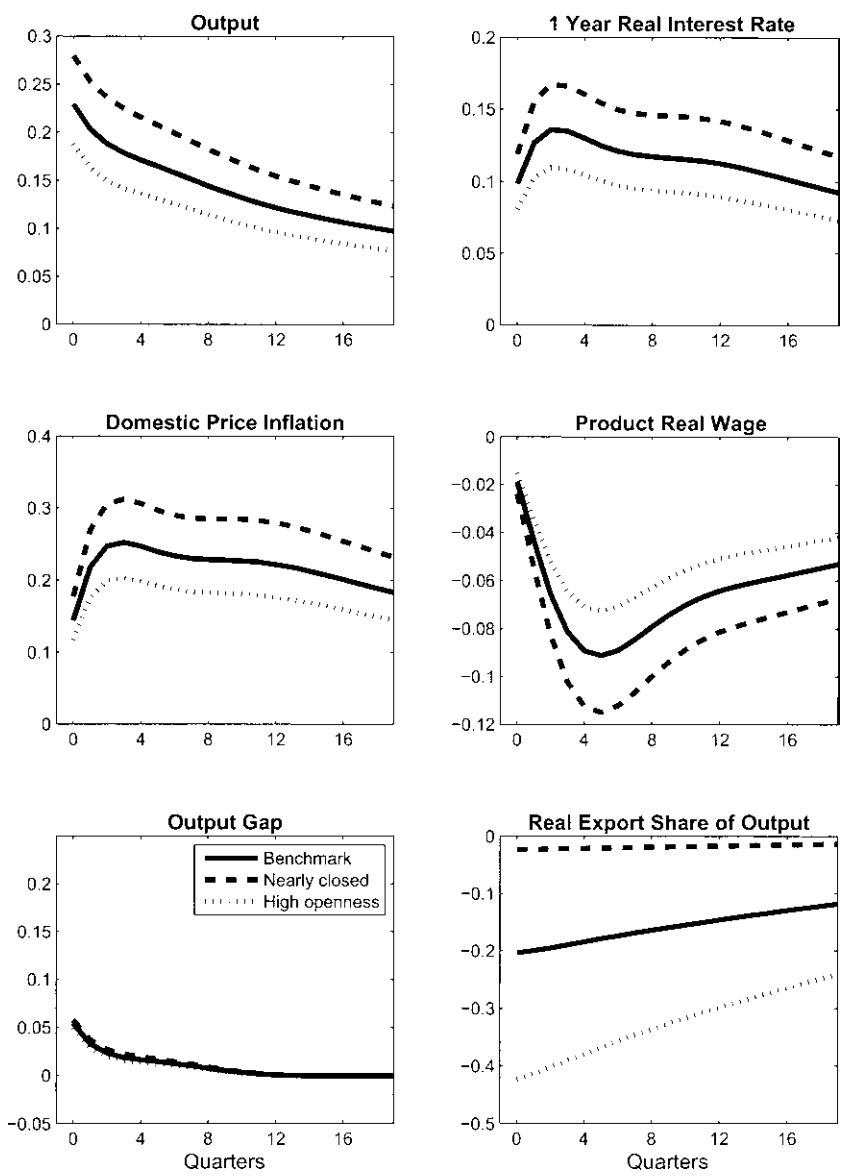 Output
0.3
0.25
0.2
0.15
0.1
0.05
0
0 4 8 12 16
1 Year Real Interest Rate
0.2
0.15
0.1
0.05
0
0 4 8 12 16
Domestic Price Inflation
0.4
0.3
0.2
0.1
0
0 4 8 12 16
Product Real Wage
0
−0.02
−0.04
−0.06
−0.08
−0.1
−0.12
0 4 8 12 16
Output Gap
0.2
0.15
0.1
0.05
0
−0.05
Benchmark
Nearly closed
High openness
0 4 8 12 16
Quarters
Real Export Share of Output
0
−0.1
−0.2
−0.3
−0.4
−0.5
0 4 8 12 16
Quarters